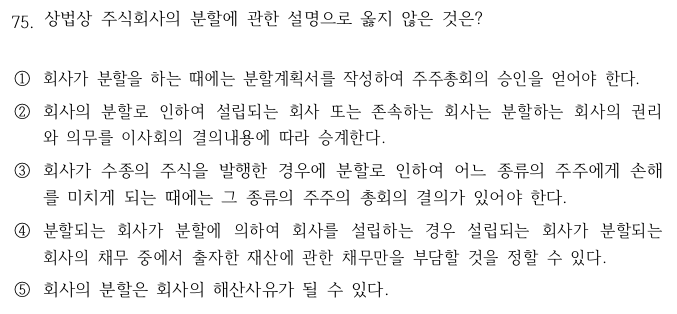 75. 상법상 주식회사의 분할에 관한 설명으로 옳지 않은 것은?
① 회사가 분할을 하는 때에는 분할계획서를 작성하여 주주총회의 승인을 얻어야 한다.
② 회사의 분할로 인하여 설립되는 회사 또는 존속하는 회사는 분할하는 회사의 권리
와 의무를 이사회의 결의내용에 따라 승계한다.
③ 회사가 수종의 주식을 발행한 경우에 분할로 인하여 어느 종류의 주주에게 손해
를 미치게 되는 때에는 그 종류의 주주의 총회의 결의가 있어야 한다.
④ 분할되는 회사가 분할에 의하여 회사를 설립하는 경우 설립되는 회사가 분할되는
회사의 채무 중에서 출자한 재산에 관한 채무만을 부담할 것을 정할 수 있다.
⑤ 회사의 분할은 회사의 해산사유가 될 수 있다.